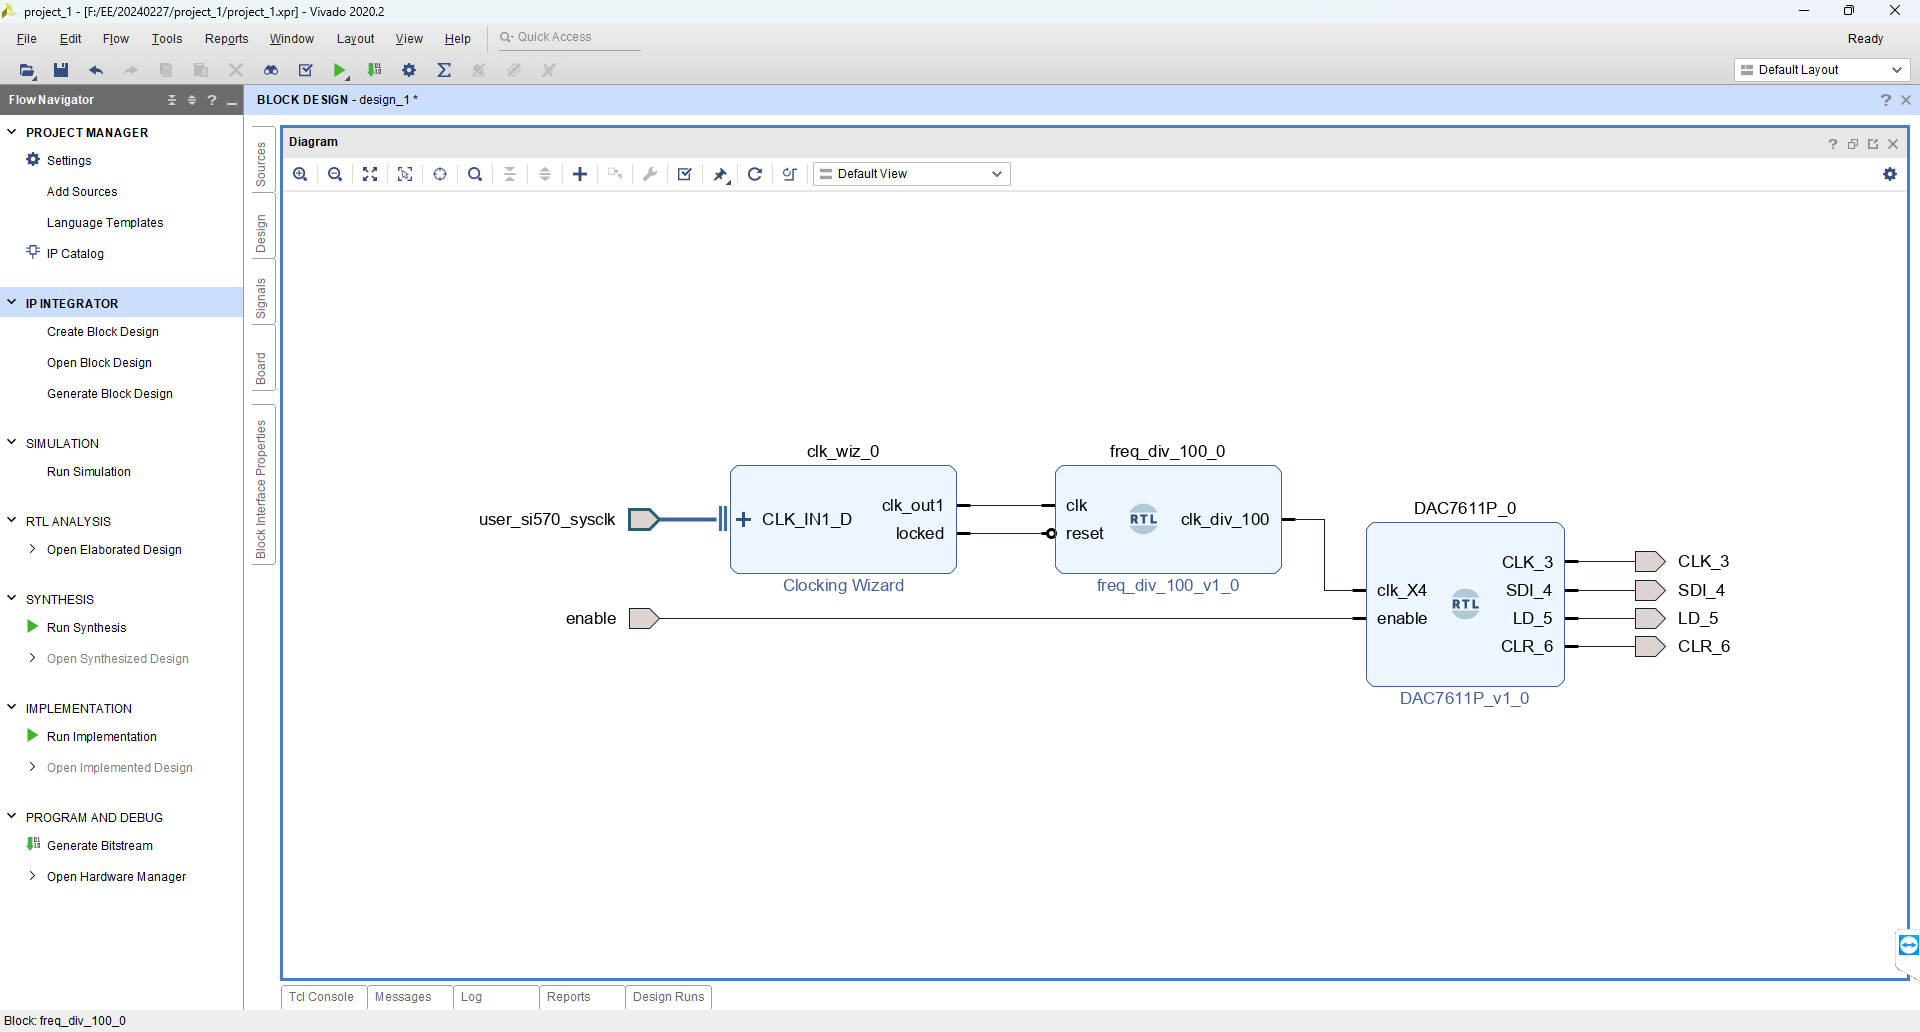 project_1 - [F:/EE/20240227/project_1/project_1.xpr] - Vivado 2020.2
File Edit Flow Tools Reports Window Layout View Help Quick Access Ready
Default Layout
Flow Navigator ?
BLOCK DESIGN - design_1 * ?
PROJECT MANAGER
Settings
Add Sources
Language Templates
IP Catalog
IP INTEGRATOR
Create Block Design
Open Block Design
Generate Block Design
SIMULATION
Run Simulation
RTL ANALYSIS
Open Elaborated Design
SYNTHESIS
Run Synthesis
Open Synthesized Design
IMPLEMENTATION
Run Implementation
Open Implemented Design
PROGRAM AND DEBUG
Generate Bitstream
Open Hardware Manager
Sources
Design
Signals
Board
Block Interface Properties
Diagram ?
Default View
clk_wiz_0
user_si570_sysclk
CLK_IN1_D
clk_out1
locked
Clocking Wizard
enable
freq_div_100_0
clk
reset
RTL
clk_div_100
freq_div_100_v1_0
DAC7611P_0
clk_X4
enable
RTL
CLK_3
SDI_4
LD_5
CLR_6
DAC7611P_v1_0
CLK_3
SDI_4
LD_5
CLR_6
Tcl Console Messages Log Reports Design Runs
Block: freq_div_100_0